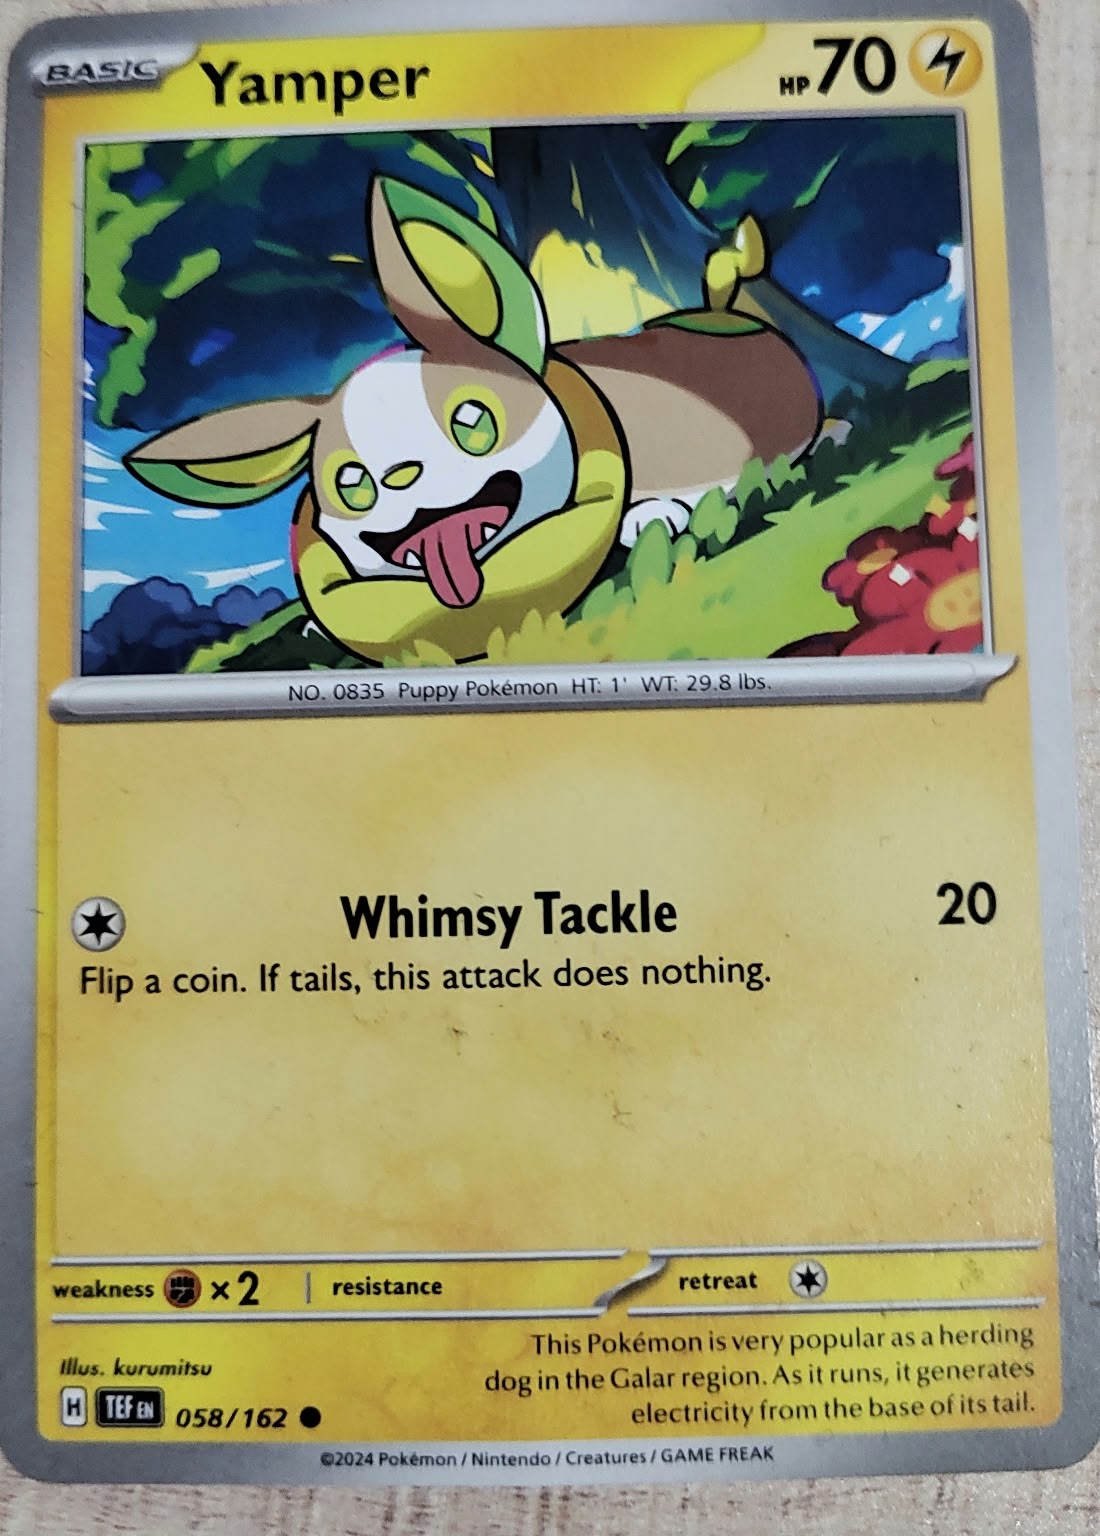 BASIC Yamper HP 70
NO. 0835 Puppy Pokémon HT: 1' WT: 29.8 lbs.
Whimsy Tackle 20
Flip a coin. If tails, this attack does nothing.
weakness ×2 resistance retreat
This Pokémon is very popular as a herding
dog in the Galar region. As it runs, it generates
electricity from the base of its tail.
Illus. kurumitsu
H TEF EN 058/162
©2024 Pokémon / Nintendo / Creatures / GAME FREAK